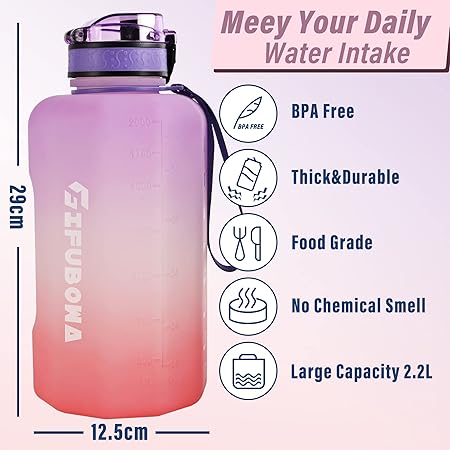 Meey Your Daily
Water Intake
BPA FREE
BPA Free
Thick&Durable
Food Grade
No Chemical Smell
Large Capacity 2.2L
29cm
GIFUBOWA
2000
12.5cm